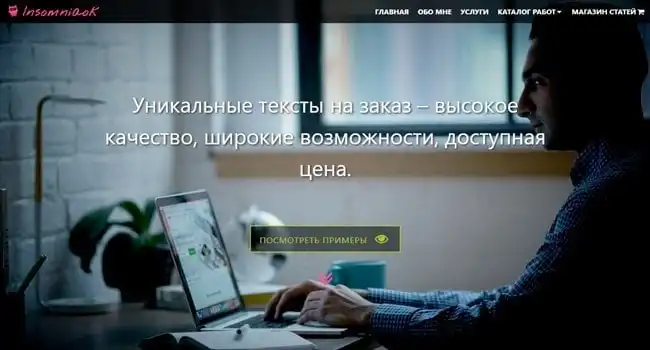 InsomniaoK
ГЛАВНАЯ ОБО МНЕ УСЛУГИ КАТАЛОГ РАБОТ МАГАЗИН СТАТЕЙ
Уникальные тексты на заказ – высокое
качество, широкие возможности, доступная
цена.
ПОСМОТРЕТЬ ПРИМЕРЫ